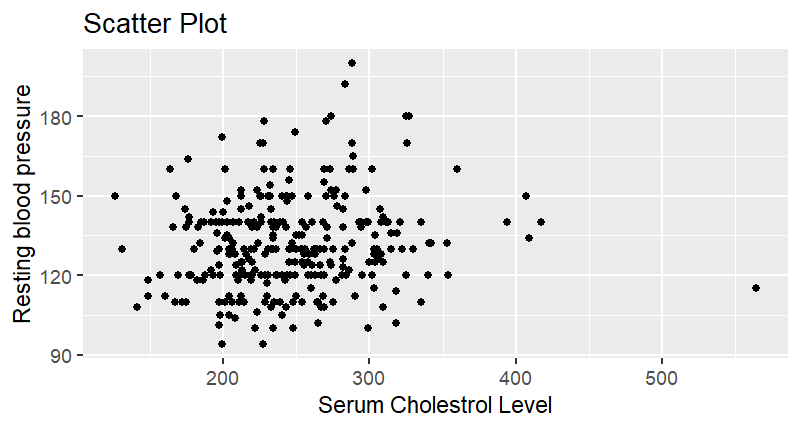 Scatter Plot
Resting blood pressure
180
150
120
90
200 300 400 500
Serum Cholestrol Level